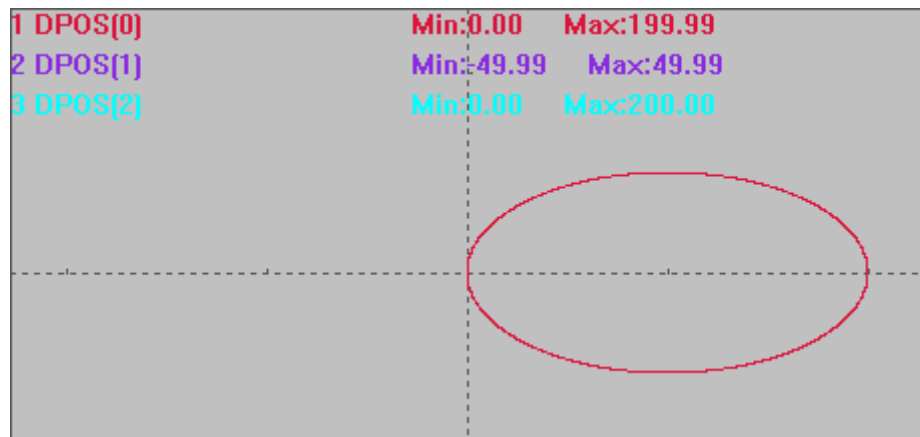 1 DPOS(0) Min:0.00 Max:199.99
2 DPOS(1) Min:-49.99 Max:49.99
3 DPOS(2) Min:0.00 Max:200.00